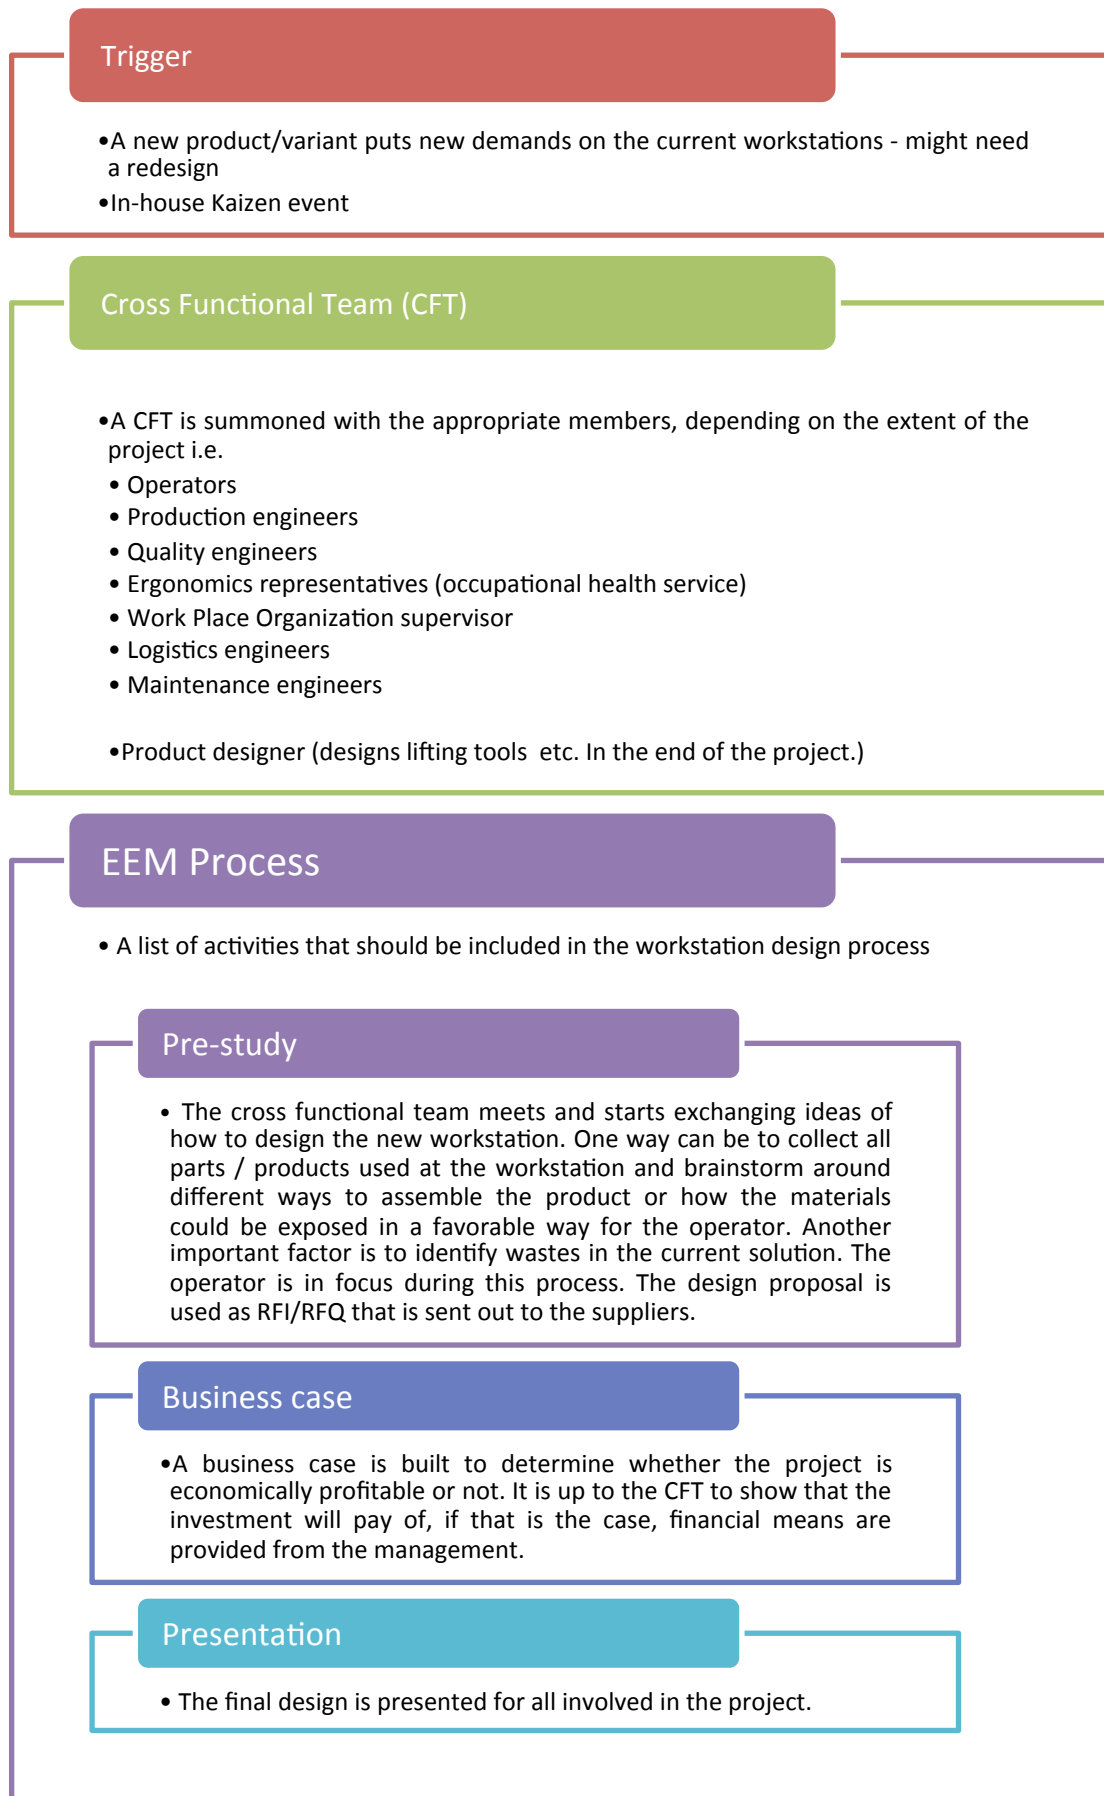 Trigger
•A new product/variant puts new demands on the current workstations - might need
a redesign
•In-house Kaizen event
Cross Functional Team (CFT)
•A CFT is summoned with the appropriate members, depending on the extent of the
project i.e.
• Operators
• Production engineers
• Quality engineers
• Ergonomics representatives (occupational health service)
• Work Place Organization supervisor
• Logistics engineers
• Maintenance engineers
•Product designer (designs lifting tools etc. In the end of the project.)
EEM Process
• A list of activities that should be included in the workstation design process
Pre-study
• The cross functional team meets and starts exchanging ideas of
how to design the new workstation. One way can be to collect all
parts / products used at the workstation and brainstorm around
different ways to assemble the product or how the materials
could be exposed in a favorable way for the operator. Another
important factor is to identify wastes in the current solution. The
operator is in focus during this process. The design proposal is
used as RFI/RFQ that is sent out to the suppliers.
Business case
•A business case is built to determine whether the project is
economically profitable or not. It is up to the CFT to show that the
investment will pay of, if that is the case, financial means are
provided from the management.
Presentation
• The final design is presented for all involved in the project.